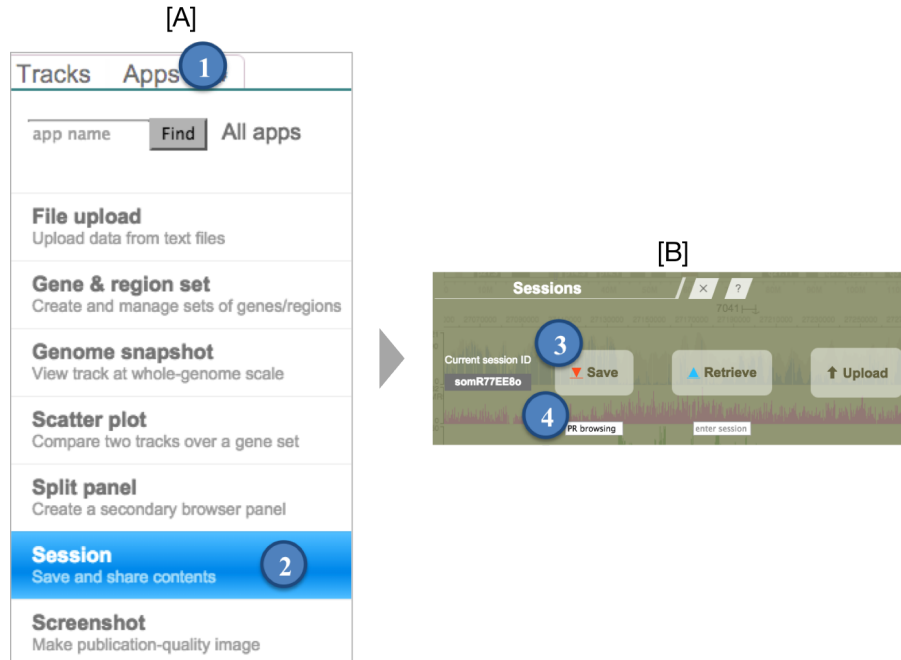 [A]
Tracks Apps 1
app name Find All apps
File upload
Upload data from text files
Gene & region set
Create and manage sets of genes/regions
Genome snapshot
View track at whole-genome scale
Scatter plot
Compare two tracks over a gene set
Split panel
Create a secondary browser panel
Session
Save and share contents
2
Screenshot
Make publication-quality image
[B]
Sessions × ?
7041
3
Current session ID
somR77EE8o
Save Retrieve Upload
4
PR browsing enter session